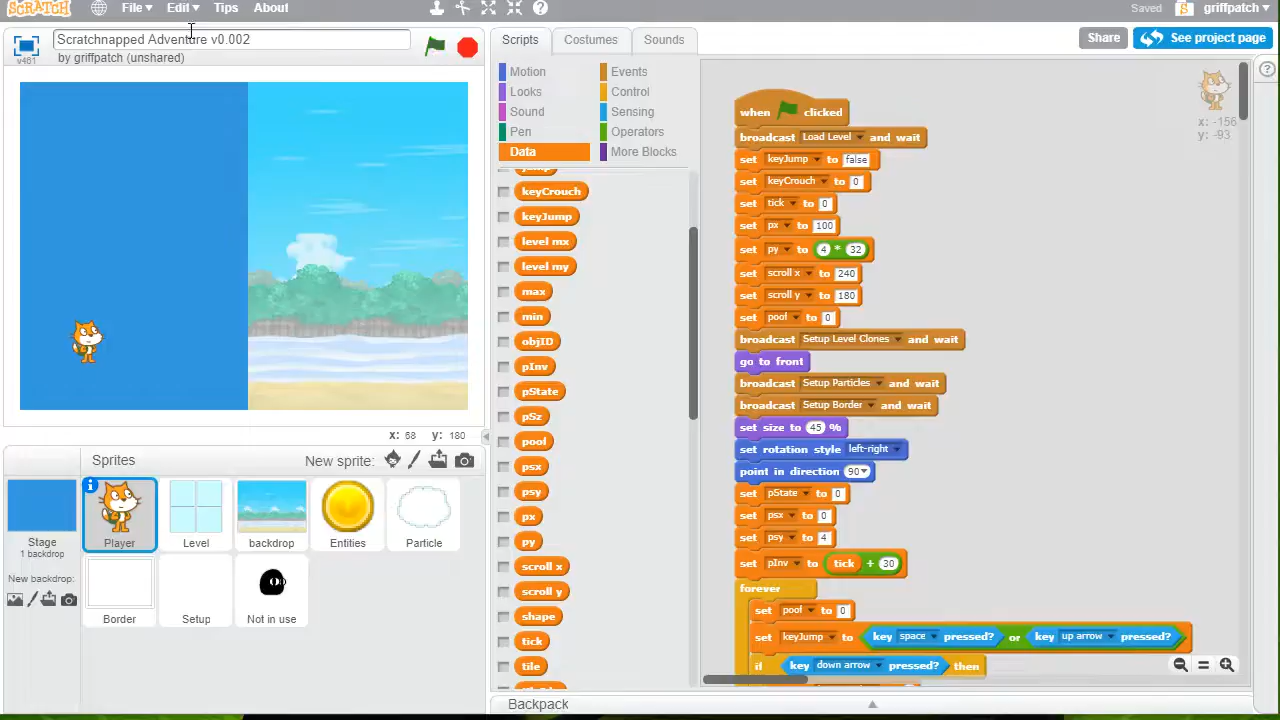 SCRATCH File Edit Tips About Saved griffpatch
Scratchnapped Adventure v0.002
by griffpatch (unshared)
v461
Scripts Costumes Sounds Share See project page
Motion Events
Looks Control
Sound Sensing
Pen Operators
Data More Blocks
keyCrouch
keyJump
level mx
level my
max
min
objID
pInv
pState
pSz
poof
psx
psy
px
py
scroll x
scroll y
shape
tick
tile
when clicked
broadcast Load Level and wait
set keyJump to false
set keyCrouch to 0
set tick to 0
set px to 100
set py to 4 * 32
set scroll x to 240
set scroll y to 180
set poof to 0
broadcast Setup Level Clones and wait
go to front
broadcast Setup Particles and wait
broadcast Setup Border and wait
set size to 45 %
set rotation style left-right
point in direction 90
set pState to 0
set psx to 0
set psy to 4
set pInv to tick + 30
forever
set poof to 0
set keyJump to key space pressed? or key up arrow pressed?
if key down arrow pressed? then
x: -156
y: -93
x: 68 y: 180
Sprites New sprite:
Stage
1 backdrop
New backdrop:
Player Level backdrop Entities Particle
Border Setup Not in use
Backpack